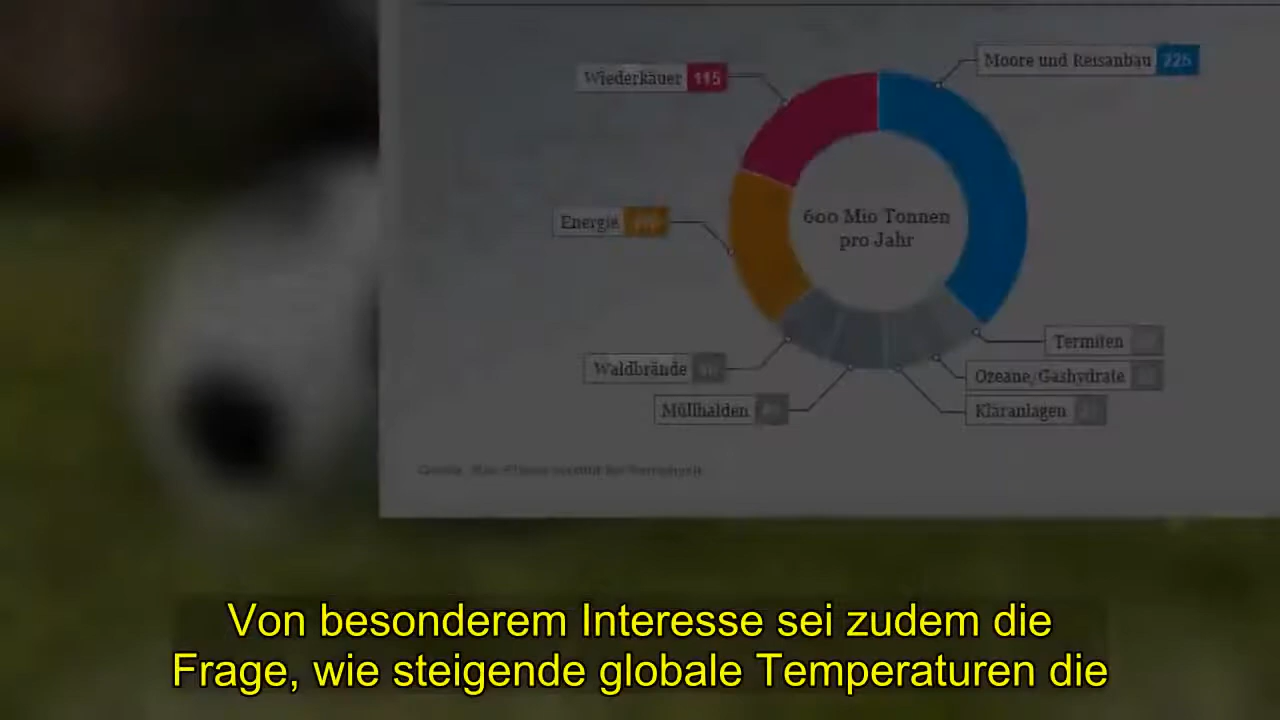 Wiederkäuer 115
Moore und Reisanbau 225
Energie
600 Mio Tonnen
pro Jahr
Termiten
Waldbrände
Ozeane/Gashydrate
Müllhalden
Kläranlagen
Von besonderem Interesse sei zudem die
Frage, wie steigende globale Temperaturen die